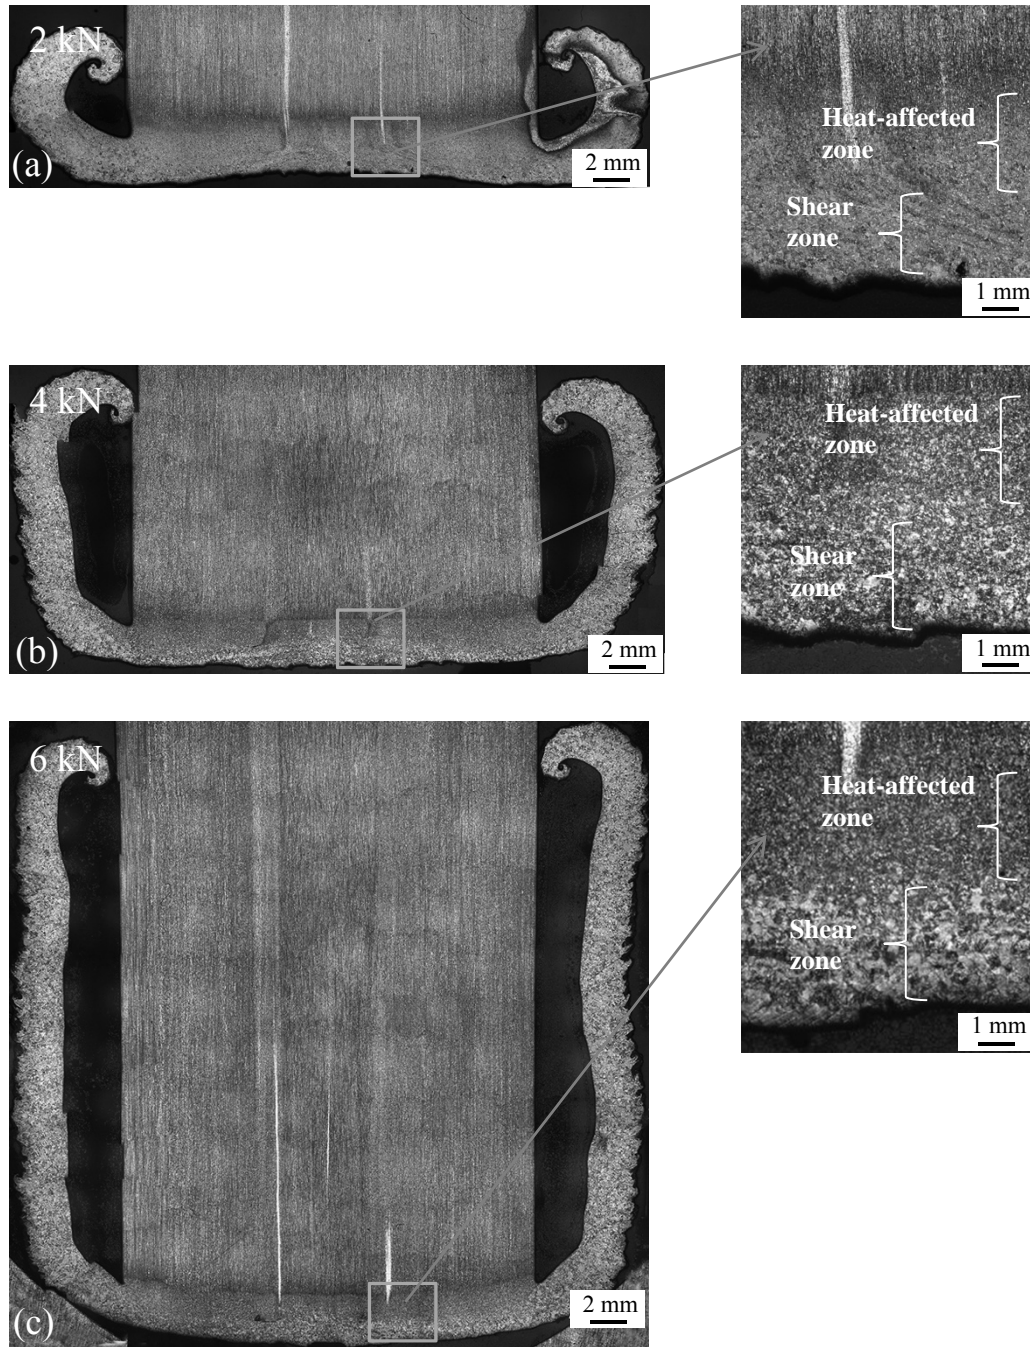 2 kN
(a)
2 mm
Heat-affected
zone
Shear
zone
1 mm
4 kN
(b)
2 mm
Heat-affected
zone
Shear
zone
1 mm
6 kN
(c)
2 mm
Heat-affected
zone
Shear
zone
1 mm